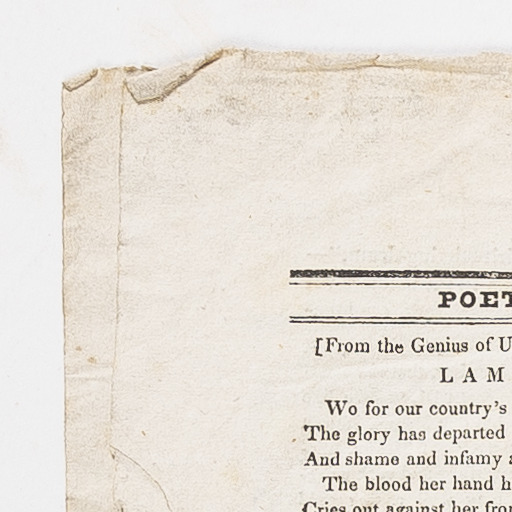 POET
[From the Genius of U
LAM
Wo for our country's
The glory has departed
And shame and infamy a
The blood her hand h
Cries out against her fron